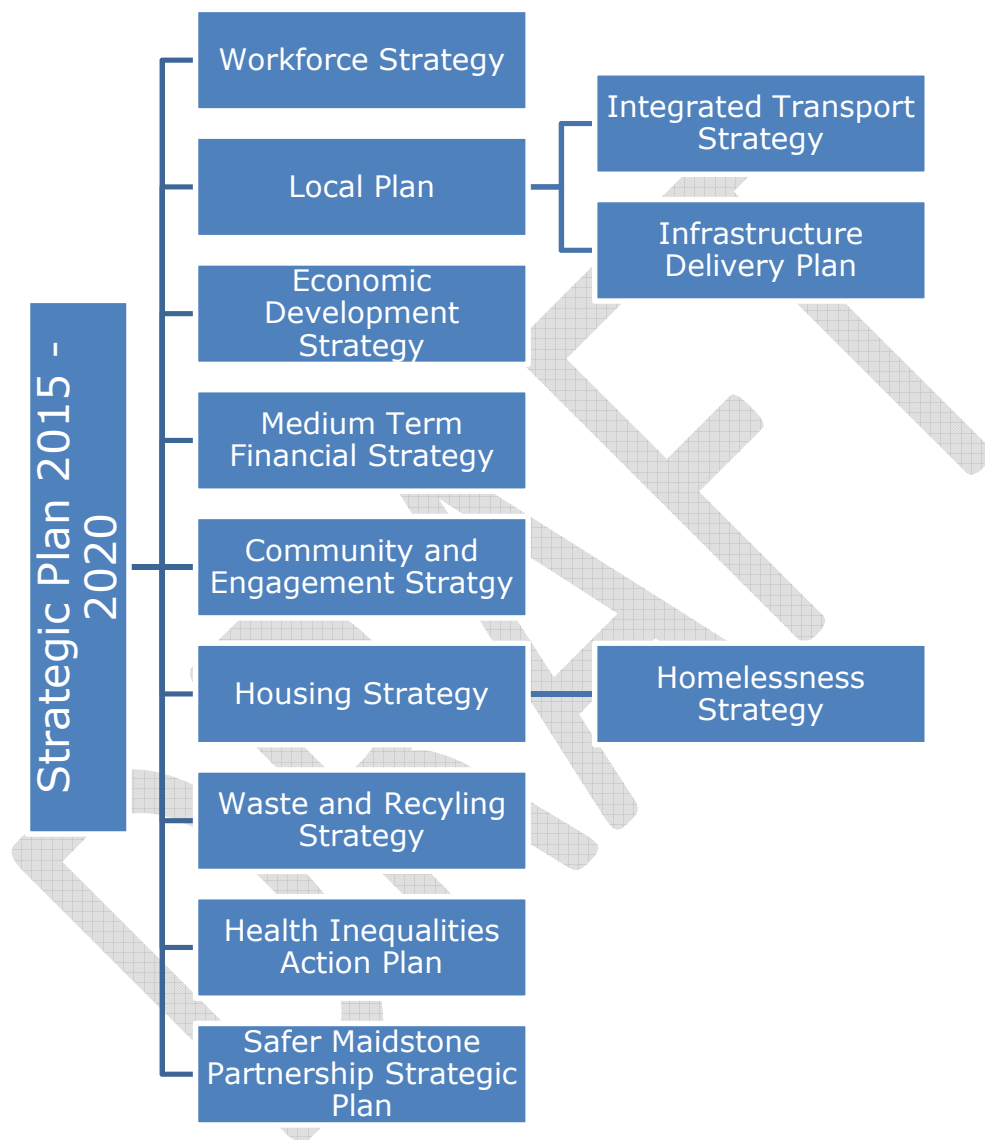 Strategic Plan 2015 -
2020
Workforce Strategy
Local Plan
Integrated Transport
Strategy
Infrastructure
Delivery Plan
Economic
Development
Strategy
Medium Term
Financial Strategy
Community and
Engagement Stratgy
Housing Strategy
Homelessness
Strategy
Waste and Recyling
Strategy
Health Inequalities
Action Plan
Safer Maidstone
Partnership Strategic
Plan
DRAFT